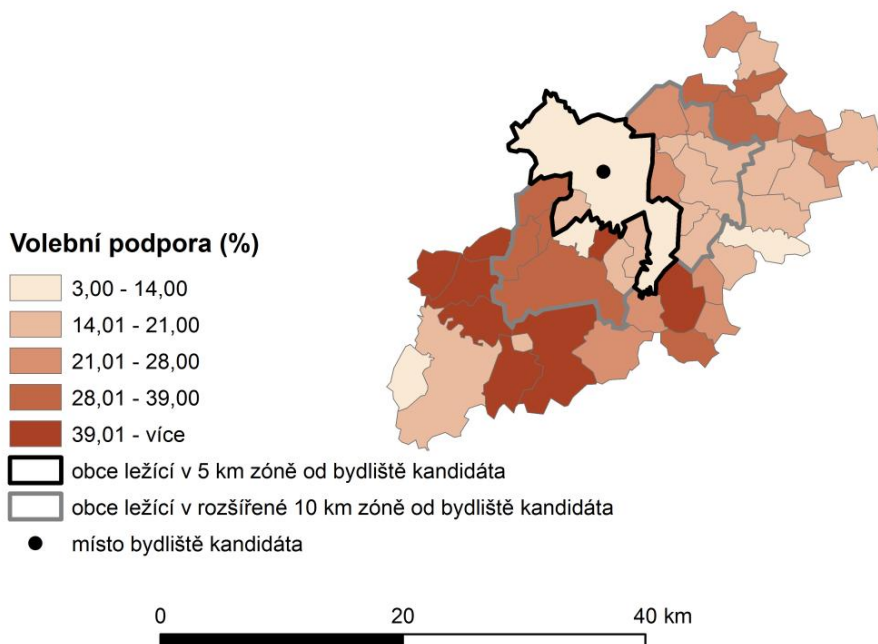 Volební podpora (%)
3,00 - 14,00
14,01 - 21,00
21,01 - 28,00
28,01 - 39,00
39,01 - více
obce ležící v 5 km zóně od bydliště kandidáta
obce ležící v rozšířené 10 km zóně od bydliště kandidáta
místo bydliště kandidáta
0 20 40 km